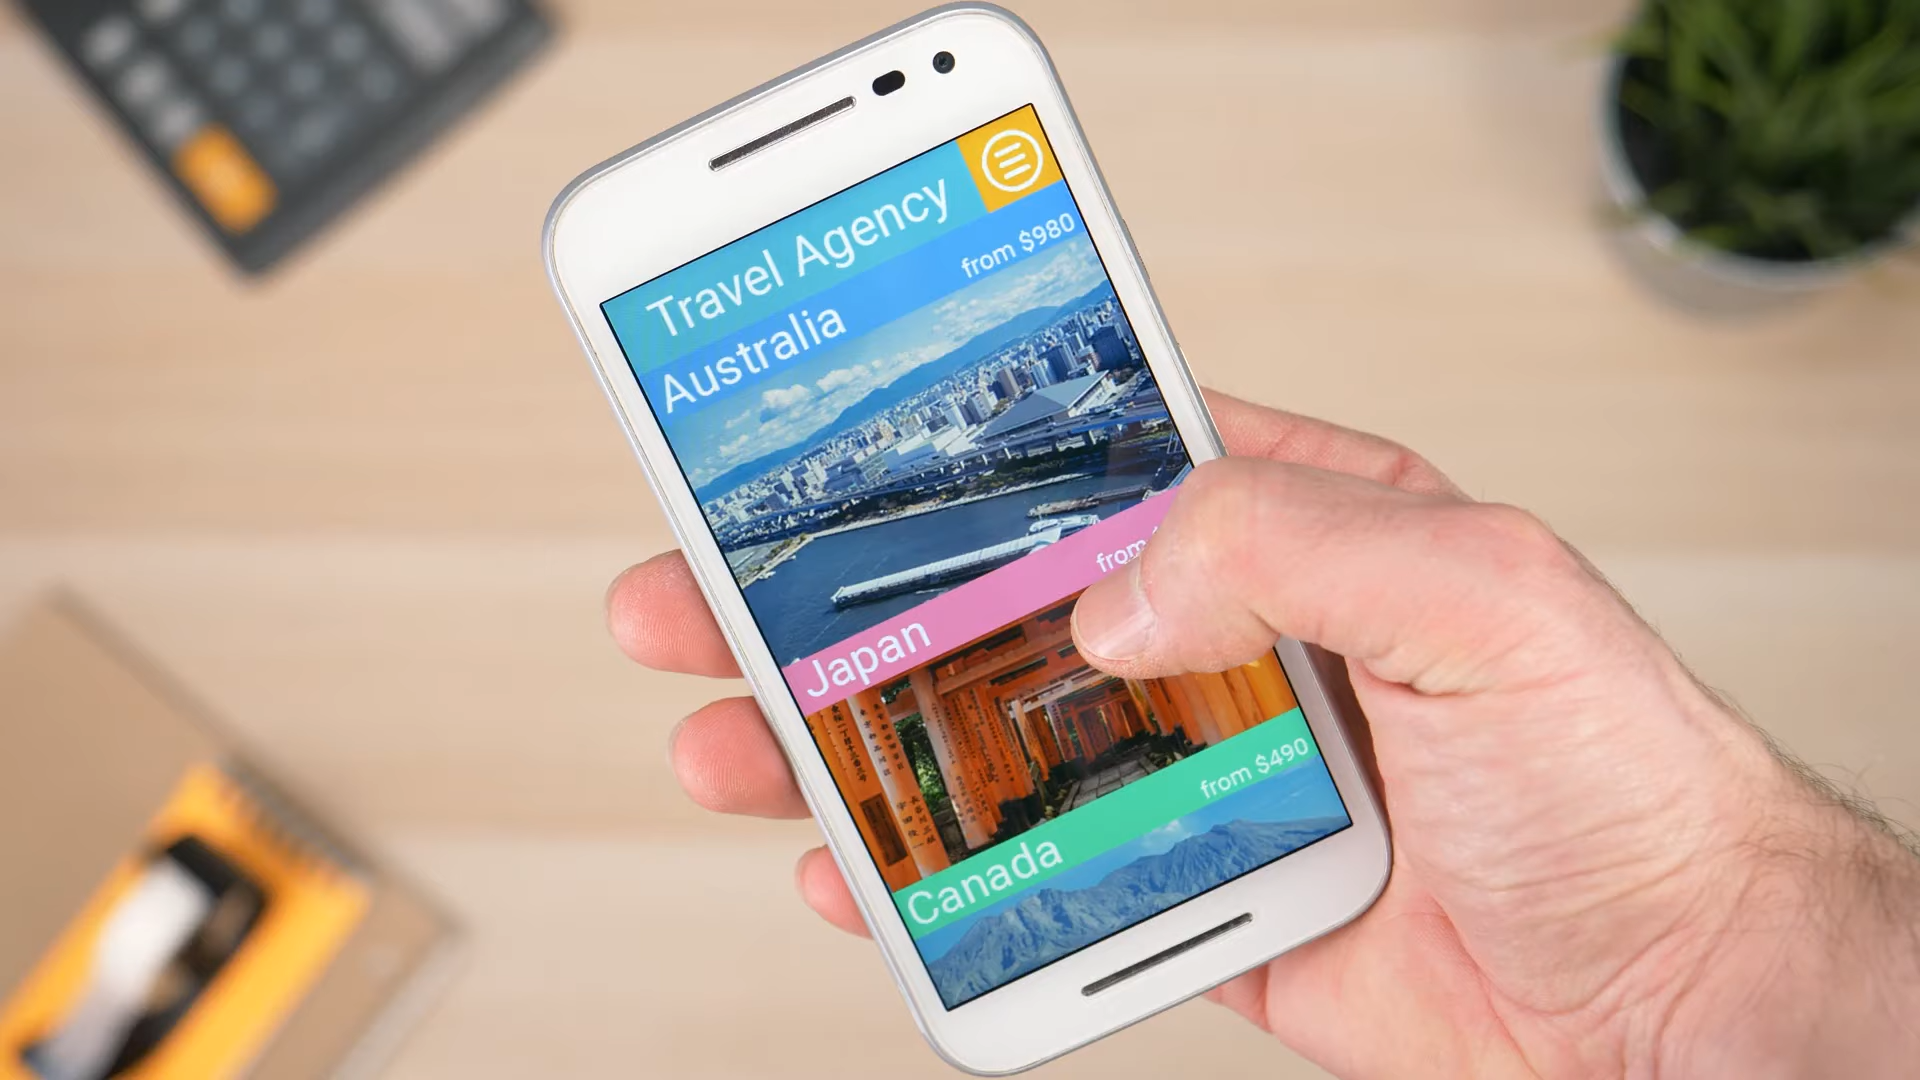 Travel Agency
Australia
from $980
Japan
from
Canada
from $490